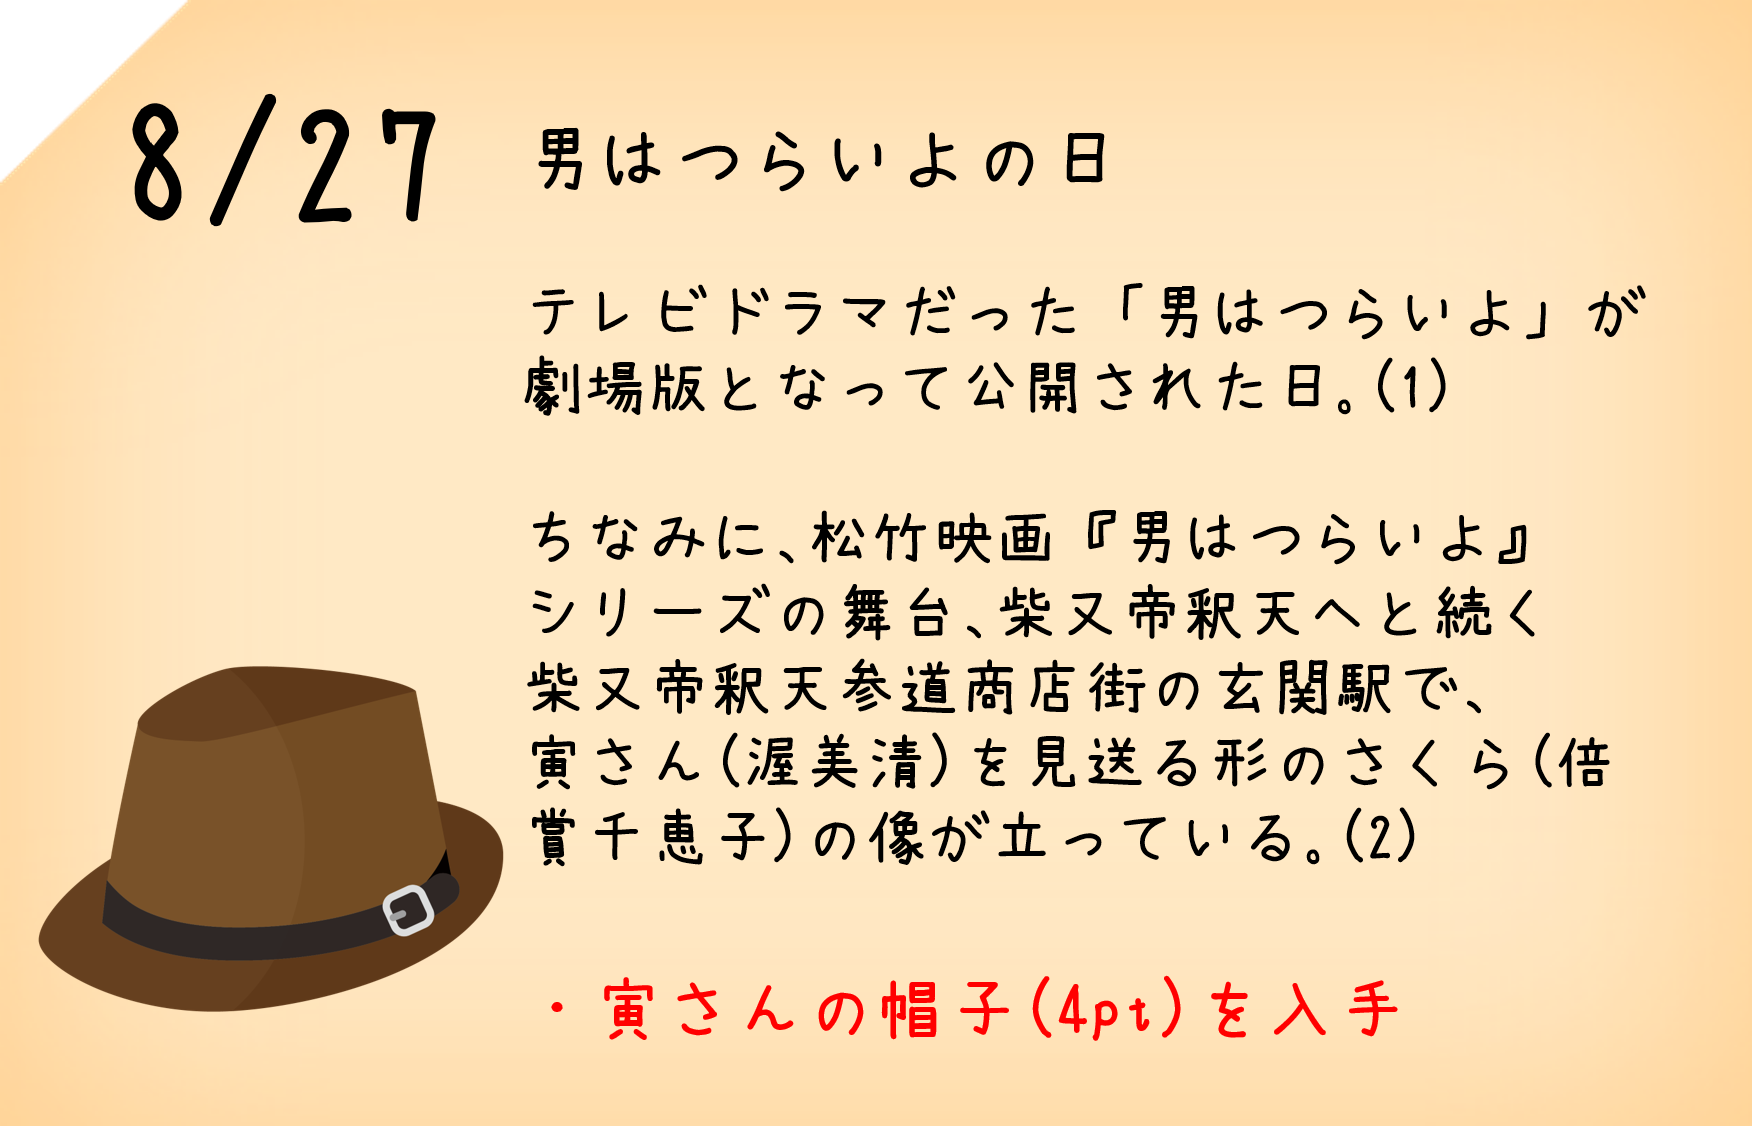 8/27
男はつらいよの日
テレビドラマだった「男はつらいよ」が
劇場版となって公開された日。(1)
ちなみに、松竹映画『男はつらいよ』
シリーズの舞台、柴又帝釈天へと続く
柴又帝釈天参道商店街の玄関駅で、
寅さん(渥美清)を見送る形のさくら(倍
賞千恵子)の像が立っている。(2)
・寅さんの帽子(4pt)を入手